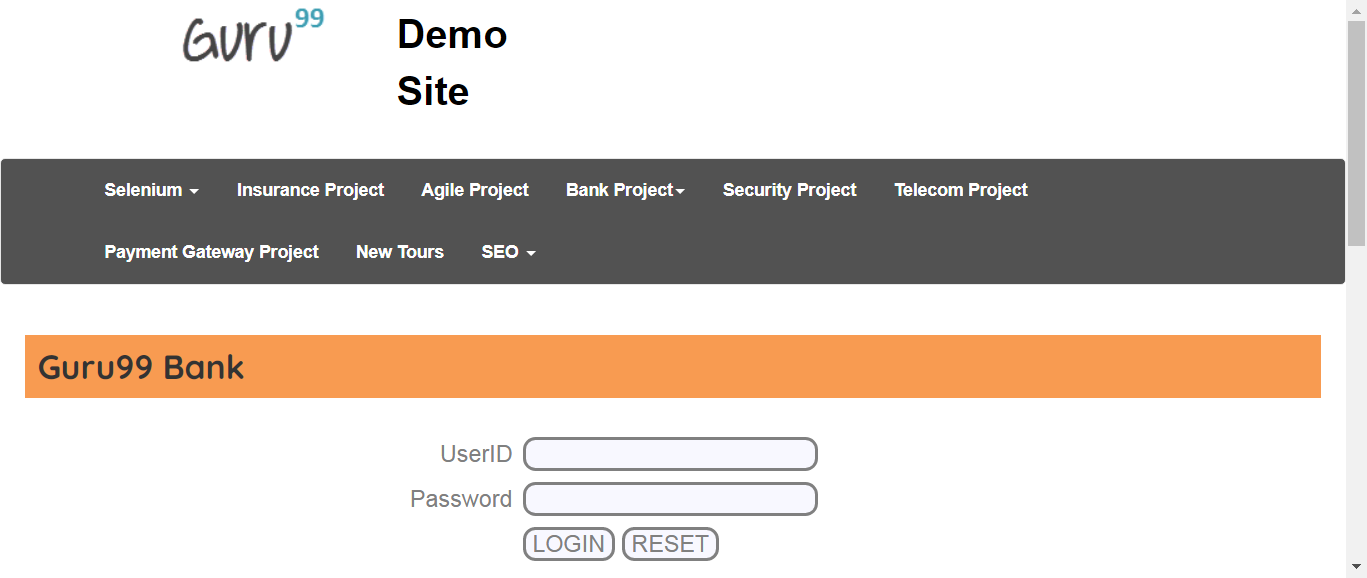 Guru99
Demo
Site
Selenium Insurance Project Agile Project Bank Project Security Project Telecom Project
Payment Gateway Project New Tours SEO
Guru99 Bank
UserID
Password
LOGIN RESET